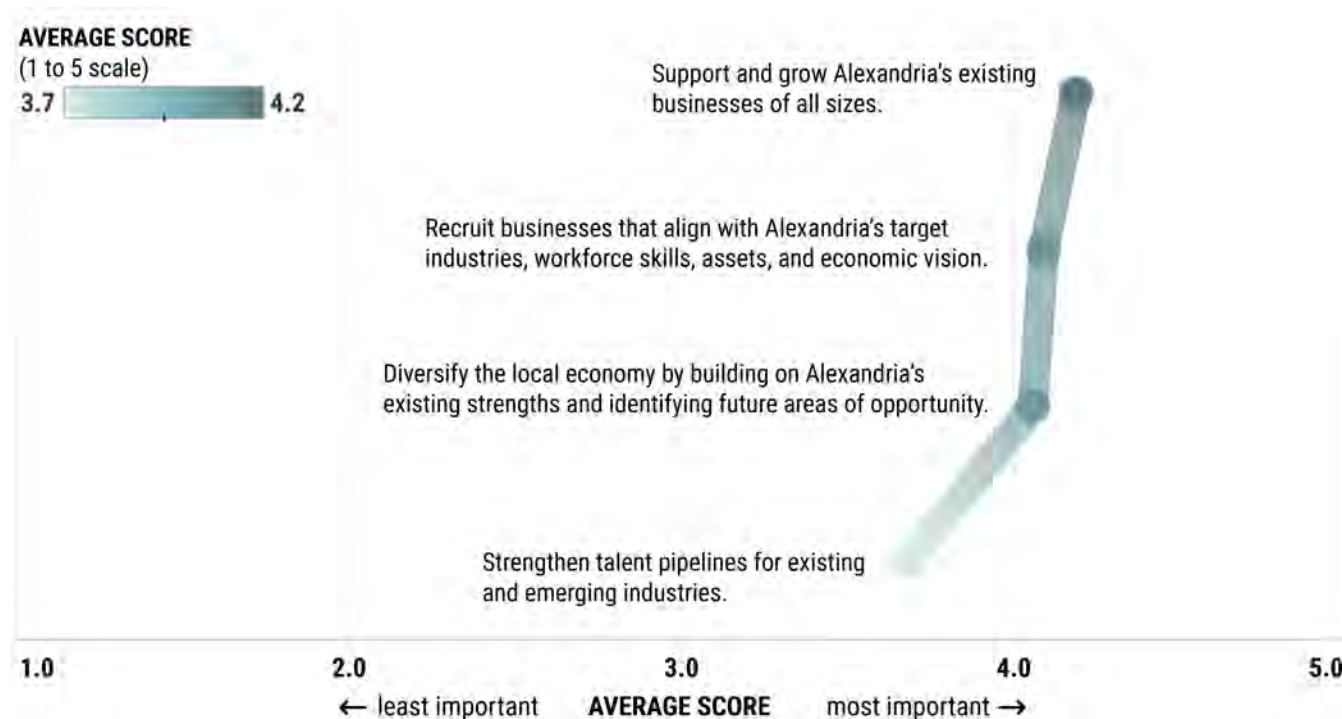 AVERAGE SCORE
(1 to 5 scale)
3.7 4.2
Support and grow Alexandria’s existing
businesses of all sizes.
Recruit businesses that align with Alexandria’s target
industries, workforce skills, assets, and economic vision.
Diversify the local economy by building on Alexandria’s
existing strengths and identifying future areas of opportunity.
Strengthen talent pipelines for existing
and emerging industries.
1.0 2.0 3.0 4.0 5.0
← least important AVERAGE SCORE most important →